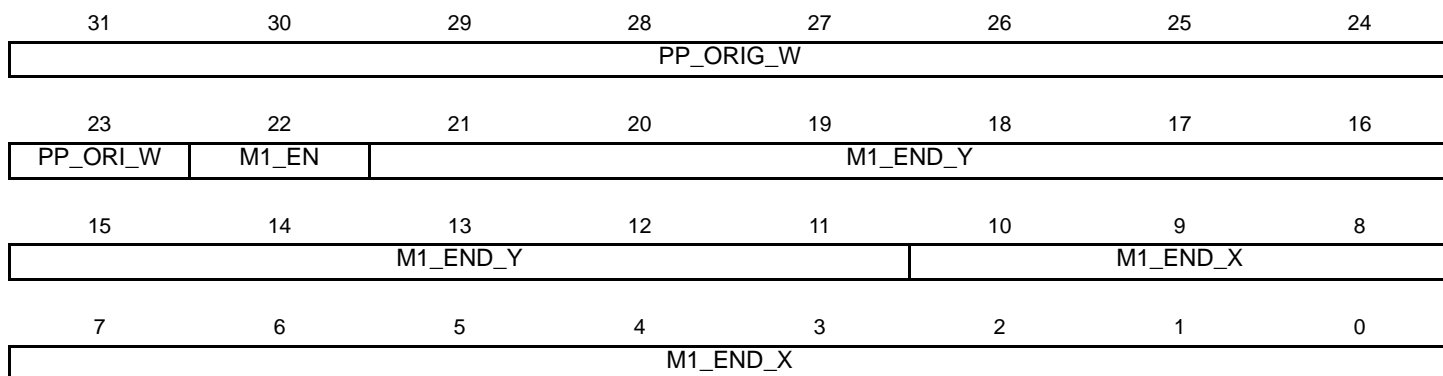 31 30 29 28 27 26 25 24
PP_ORIG_W
23 22 21 20 19 18 17 16
PP_ORI_W M1_EN M1_END_Y
15 14 13 12 11 10 9 8
M1_END_Y M1_END_X
7 6 5 4 3 2 1 0
M1_END_X